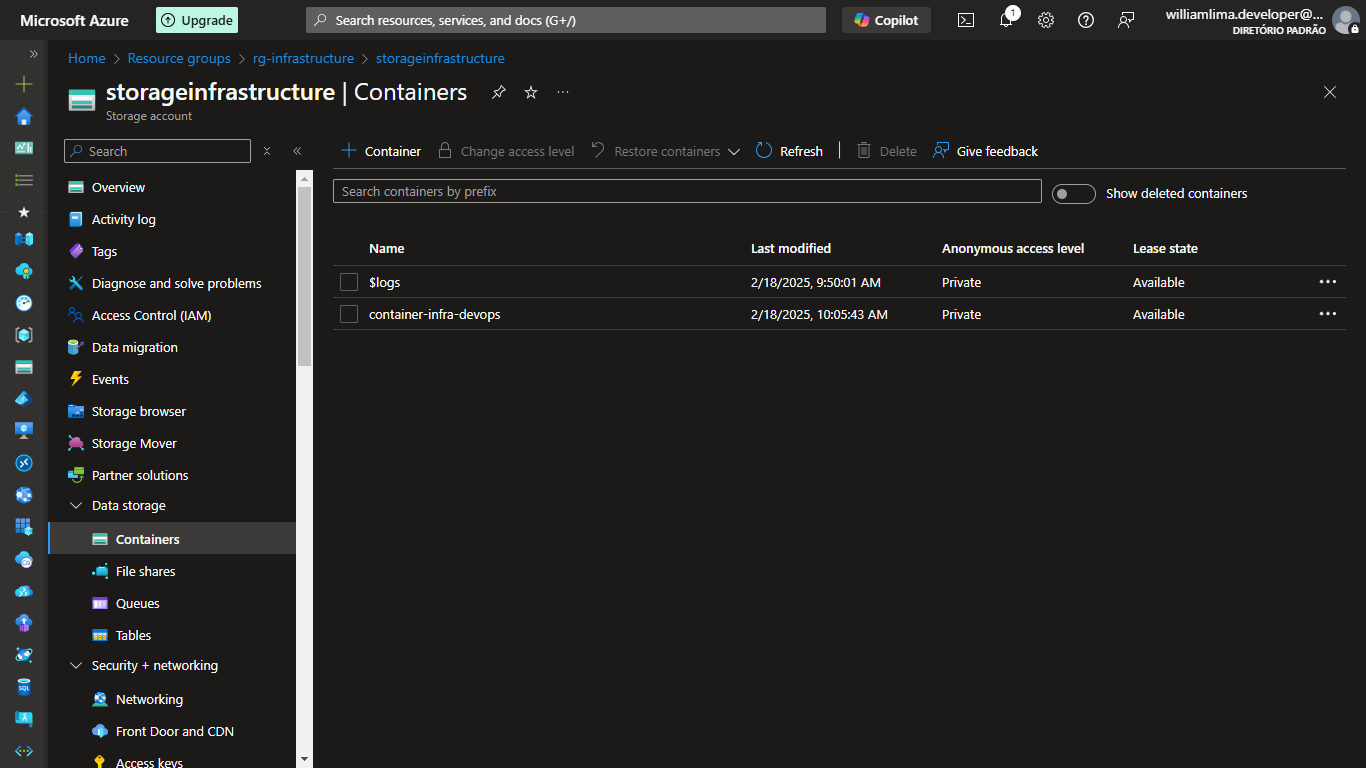 Microsoft Azure
Upgrade
Search resources, services, and docs (G+/)
Copilot
1
williamlima.developer@...
DIRETÓRIO PADRÃO
Home > Resource groups > rg-infrastructure > storageinfrastructure
storageinfrastructure | Containers
Storage account
Search
Overview
Activity log
Tags
Diagnose and solve problems
Access Control (IAM)
Data migration
Events
Storage browser
Storage Mover
Partner solutions
Data storage
Containers
File shares
Queues
Tables
Security + networking
Networking
Front Door and CDN
Access keys
Container
Change access level
Restore containers
Refresh
Delete
Give feedback
Search containers by prefix
Show deleted containers
Name Last modified Anonymous access level Lease state
$logs 2/18/2025, 9:50:01 AM Private Available
container-infra-devops 2/18/2025, 10:05:43 AM Private Available
SQL